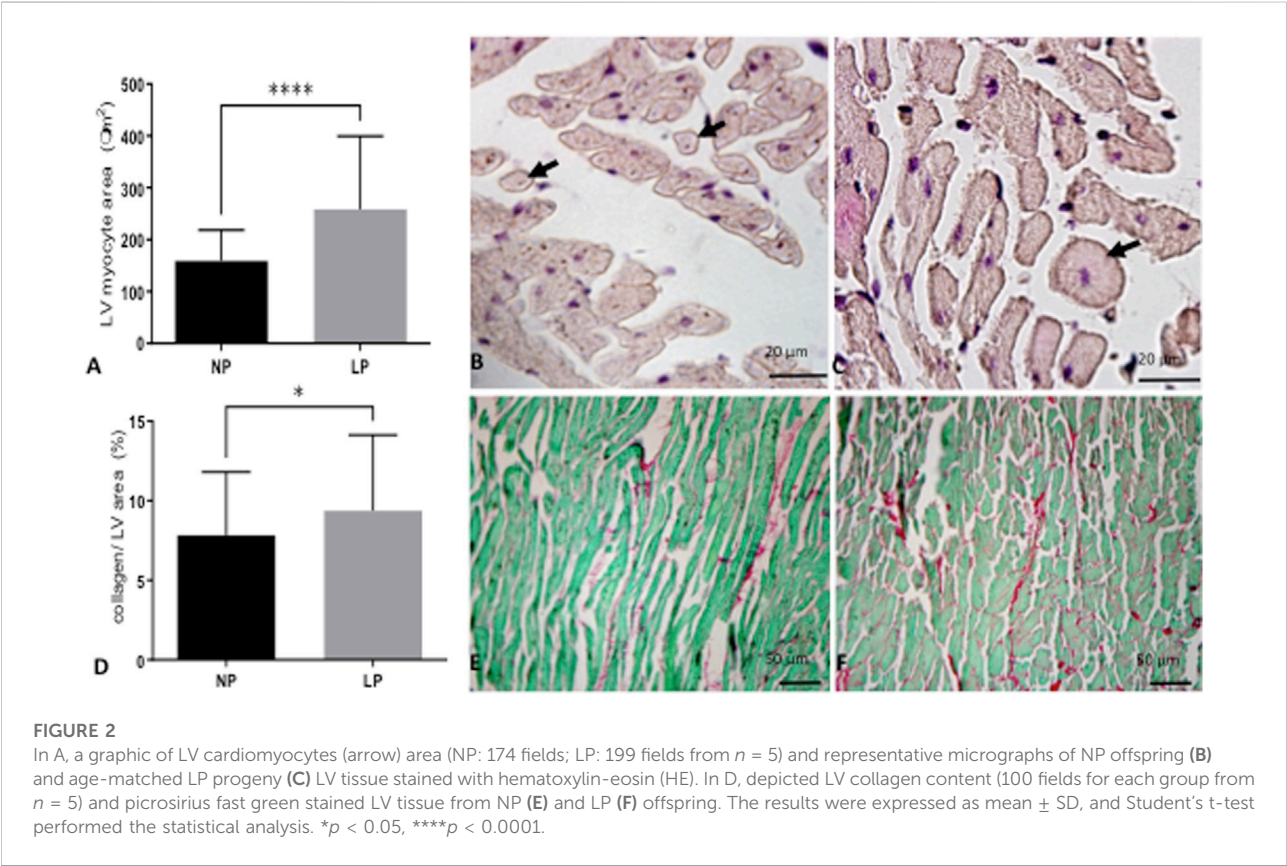 500
400
300
200
100
0
LV myocyte area (Om²)
****
NP
LP
A
B
20 µm
C
20 µm
15
10
5
0
collagen/ LV area (%)
*
NP
LP
D
E
50 µm
F
50 µm
FIGURE 2
In A, a graphic of LV cardiomyocytes (arrow) area (NP: 174 fields; LP: 199 fields from n = 5) and representative micrographs of NP offspring (B)
and age-matched LP progeny (C) LV tissue stained with hematoxylin-eosin (HE). In D, depicted LV collagen content (100 fields for each group from
n = 5) and picrosirius fast green stained LV tissue from NP (E) and LP (F) offspring. The results were expressed as mean ± SD, and Student’s t-test
performed the statistical analysis. *p < 0.05, ****p < 0.0001.